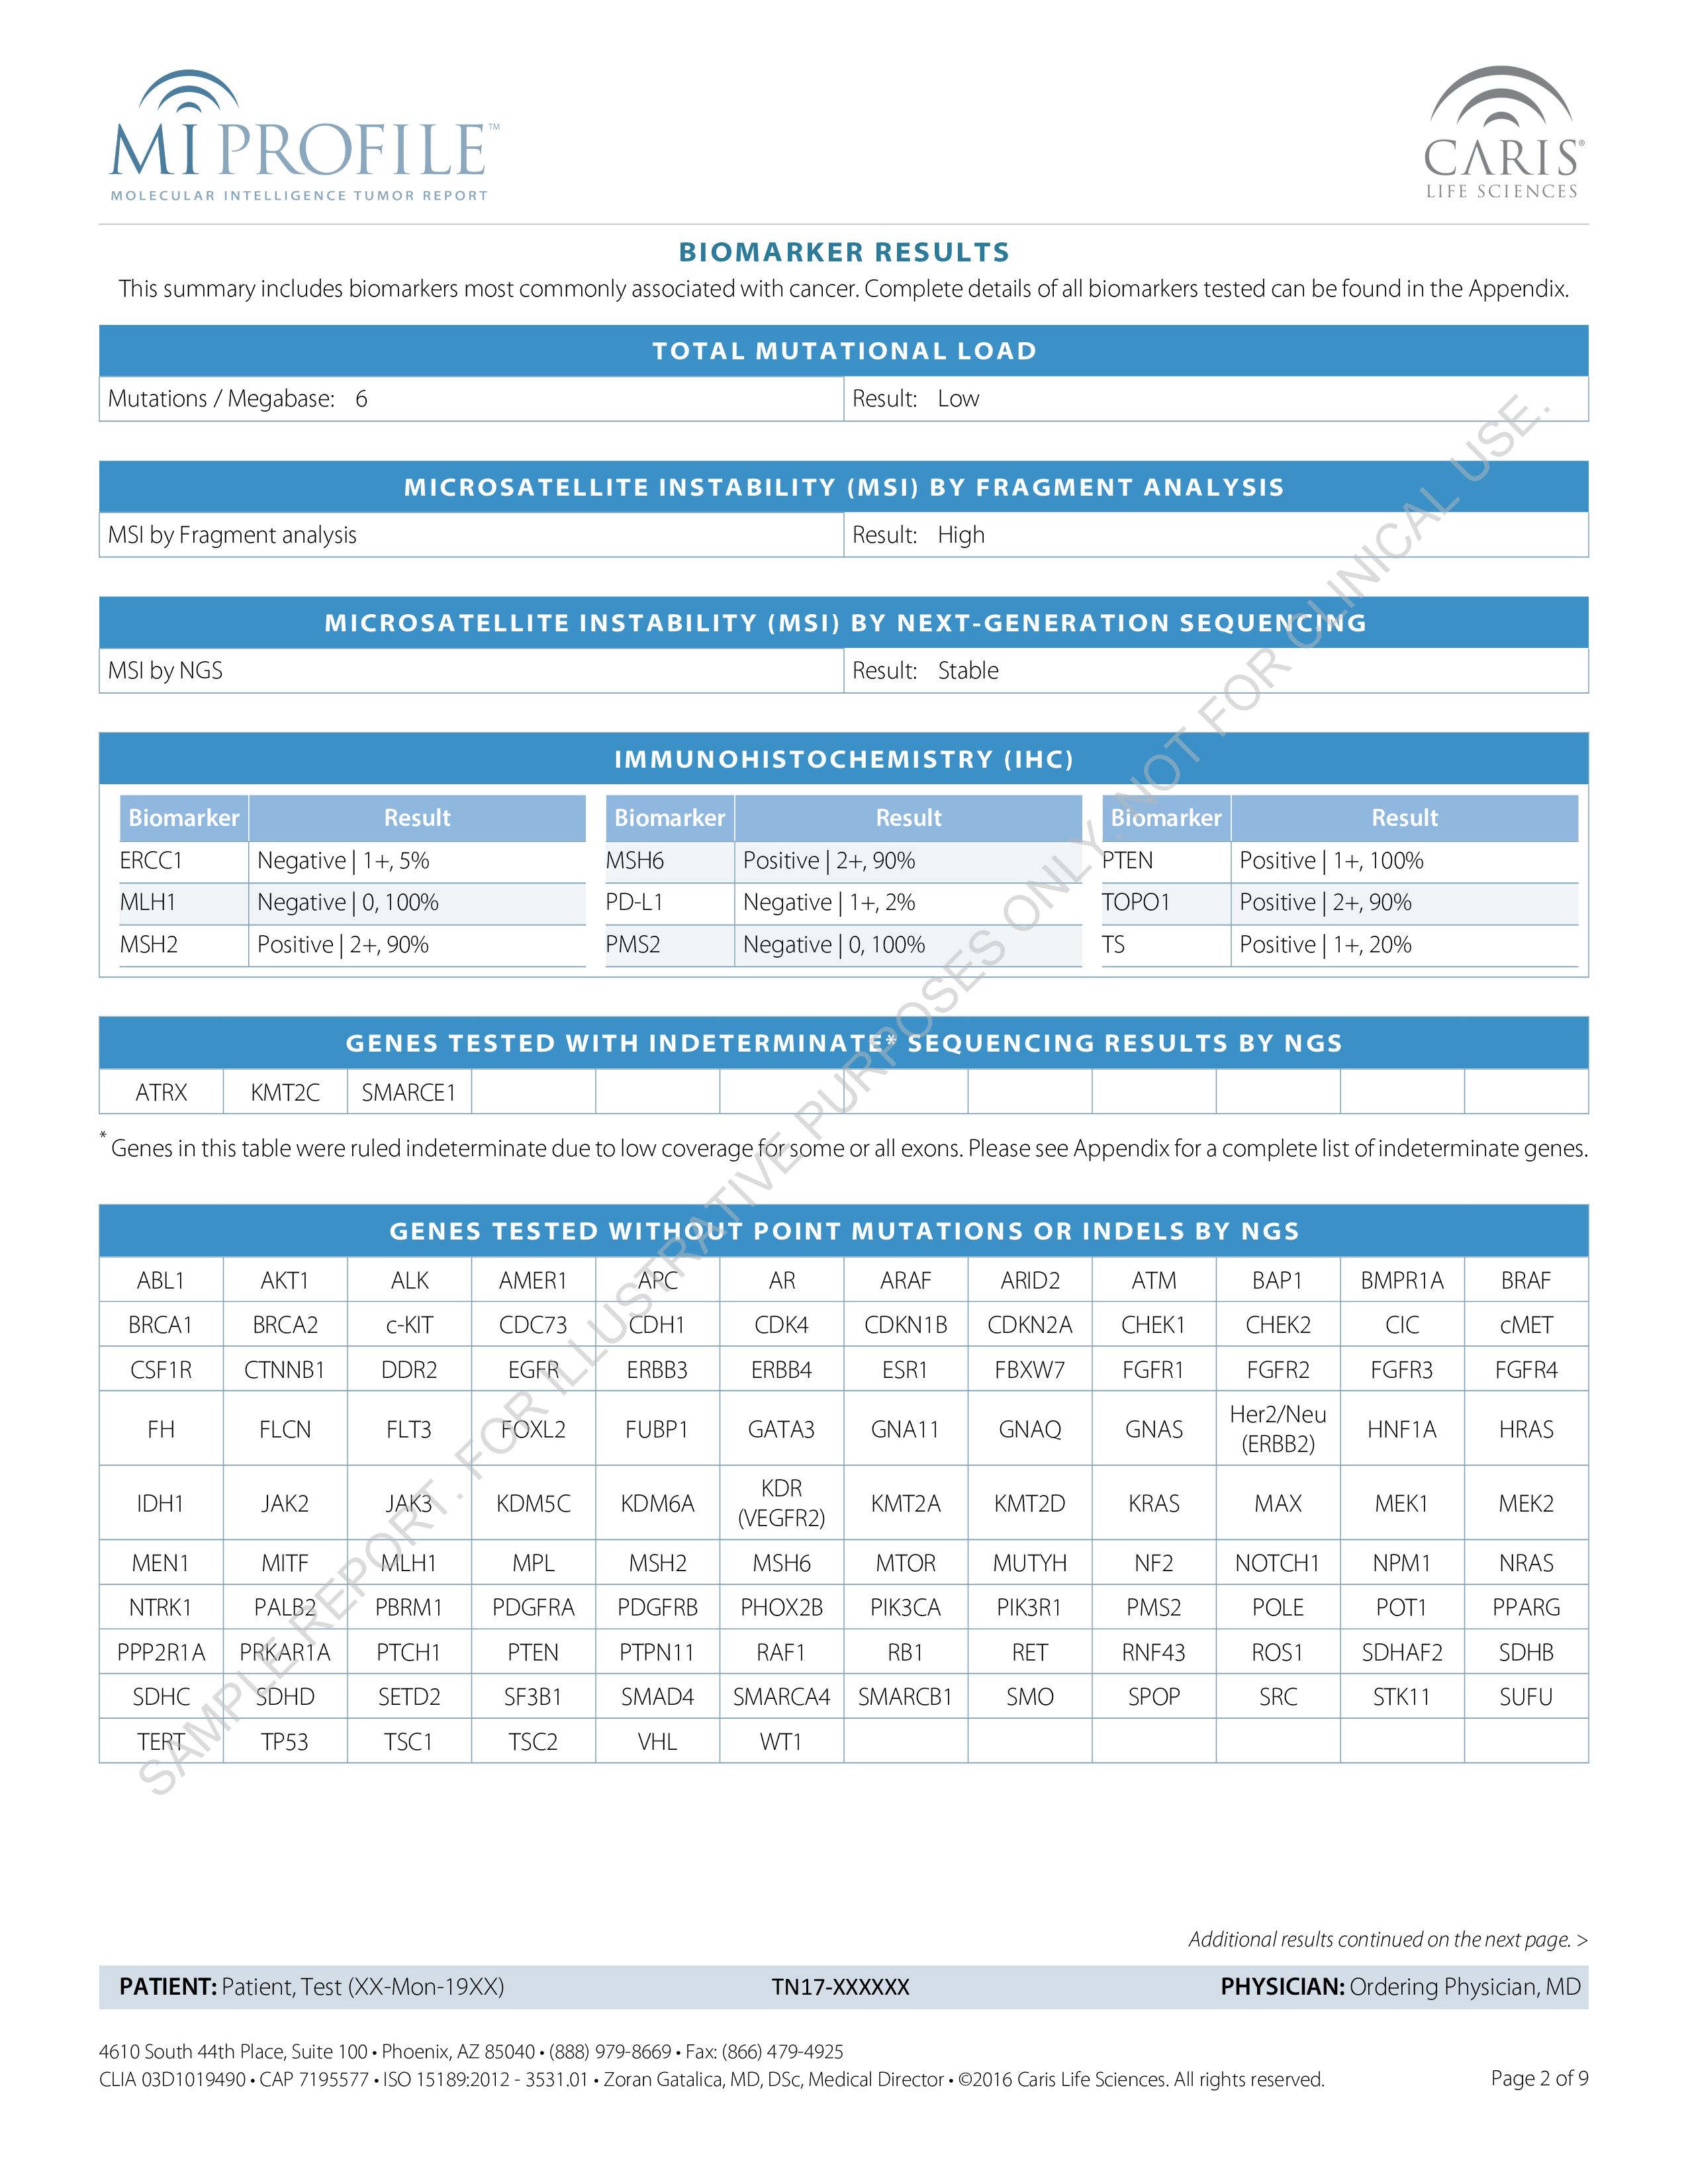 MI PROFILE™
MOLECULAR INTELLIGENCE TUMOR REPORT
CARIS®
LIFE SCIENCES
BIOMARKER RESULTS
This summary includes biomarkers most commonly associated with cancer. Complete details of all biomarkers tested can be found in the Appendix.
TOTAL MUTATIONAL LOAD
Mutations / Megabase: 6 Result: Low
MICROSATELLITE INSTABILITY (MSI) BY FRAGMENT ANALYSIS
MSI by Fragment analysis Result: High
MICROSATELLITE INSTABILITY (MSI) BY NEXT-GENERATION SEQUENCING
MSI by NGS Result: Stable
IMMUNOHISTOCHEMISTRY (IHC)
Biomarker Result Biomarker Result Biomarker Result
ERCC1 Negative | 1+, 5% MSH6 Positive | 2+, 90% PTEN Positive | 1+, 100%
MLH1 Negative | 0, 100% PD-L1 Negative | 1+, 2% TOPO1 Positive | 2+, 90%
MSH2 Positive | 2+, 90% PMS2 Negative | 0, 100% TS Positive | 1+, 20%
GENES TESTED WITH INDETERMINATE* SEQUENCING RESULTS BY NGS
ATRX KMT2C SMARCE1
* Genes in this table were ruled indeterminate due to low coverage for some or all exons. Please see Appendix for a complete list of indeterminate genes.
GENES TESTED WITHOUT POINT MUTATIONS OR INDELS BY NGS
ABL1 AKT1 ALK AMER1 APC AR ARAF ARID2 ATM BAP1 BMPR1A BRAF
BRCA1 BRCA2 c-KIT CDC73 CDH1 CDK4 CDKN1B CDKN2A CHEK1 CHEK2 CIC cMET
CSF1R CTNNB1 DDR2 EGFR ERBB3 ERBB4 ESR1 FBXW7 FGFR1 FGFR2 FGFR3 FGFR4
FH FLCN FLT3 FOXL2 FUBP1 GATA3 GNA11 GNAQ GNAS Her2/Neu (ERBB2) HNF1A HRAS
IDH1 JAK2 JAK3 KDM5C KDM6A KDR (VEGFR2) KMT2A KMT2D KRAS MAX MEK1 MEK2
MEN1 MITF MLH1 MPL MSH2 MSH6 MTOR MUTYH NF2 NOTCH1 NPM1 NRAS
NTRK1 PALB2 PBRM1 PDGFRA PDGFRB PHOX2B PIK3CA PIK3R1 PMS2 POLE POT1 PPARG
PPP2R1A PRKAR1A PTCH1 PTEN PTPN11 RAF1 RB1 RET RNF43 ROS1 SDHAF2 SDHB
SDHC SDHD SETD2 SF3B1 SMAD4 SMARCA4 SMARCB1 SMO SPOP SRC STK11 SUFU
TERT TP53 TSC1 TSC2 VHL WT1
SAMPLE REPORT. FOR ILLUSTRATIVE PURPOSES ONLY. NOT FOR CLINICAL USE.
Additional results continued on the next page. >
PATIENT: Patient, Test (XX-Mon-19XX) TN17-XXXXXX PHYSICIAN: Ordering Physician, MD
4610 South 44th Place, Suite 100 • Phoenix, AZ 85040 • (888) 979-8669 • Fax: (866) 479-4925
CLIA 03D1019490 • CAP 7195577 • ISO 15189:2012 - 3531.01 • Zoran Gatalica, MD, DSc, Medical Director • ©2016 Caris Life Sciences. All rights reserved. Page 2 of 9